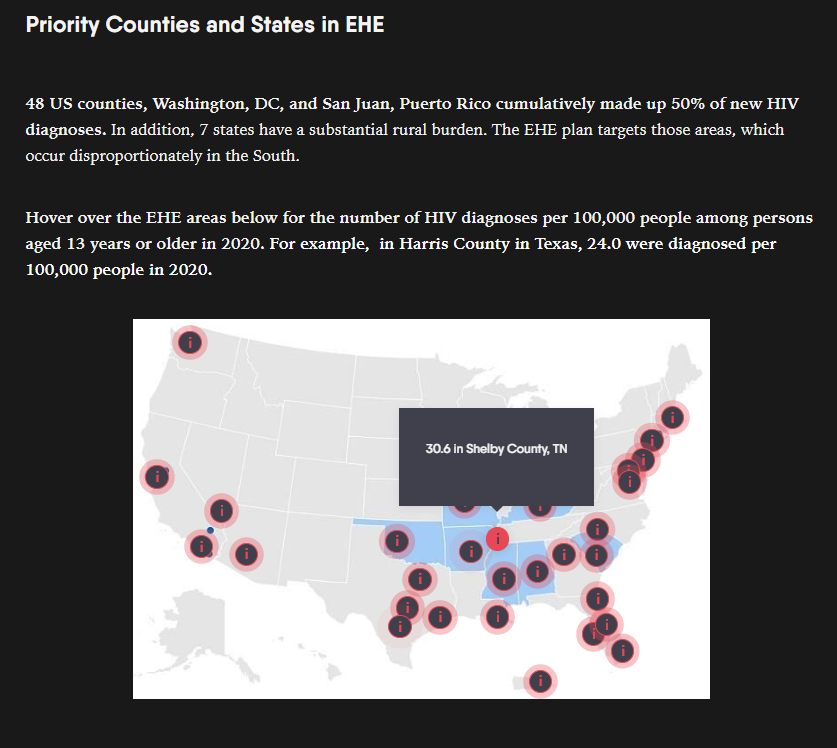 Priority Counties and States in EHE
48 US counties, Washington, DC, and San Juan, Puerto Rico cumulatively made up 50% of new HIV
diagnoses. In addition, 7 states have a substantial rural burden. The EHE plan targets those areas, which
occur disproportionately in the South.
Hover over the EHE areas below for the number of HIV diagnoses per 100,000 people among persons
aged 13 years or older in 2020. For example,  in Harris County in Texas, 24.0 were diagnosed per
100,000 people in 2020.
30.6 in Shelby County, TN